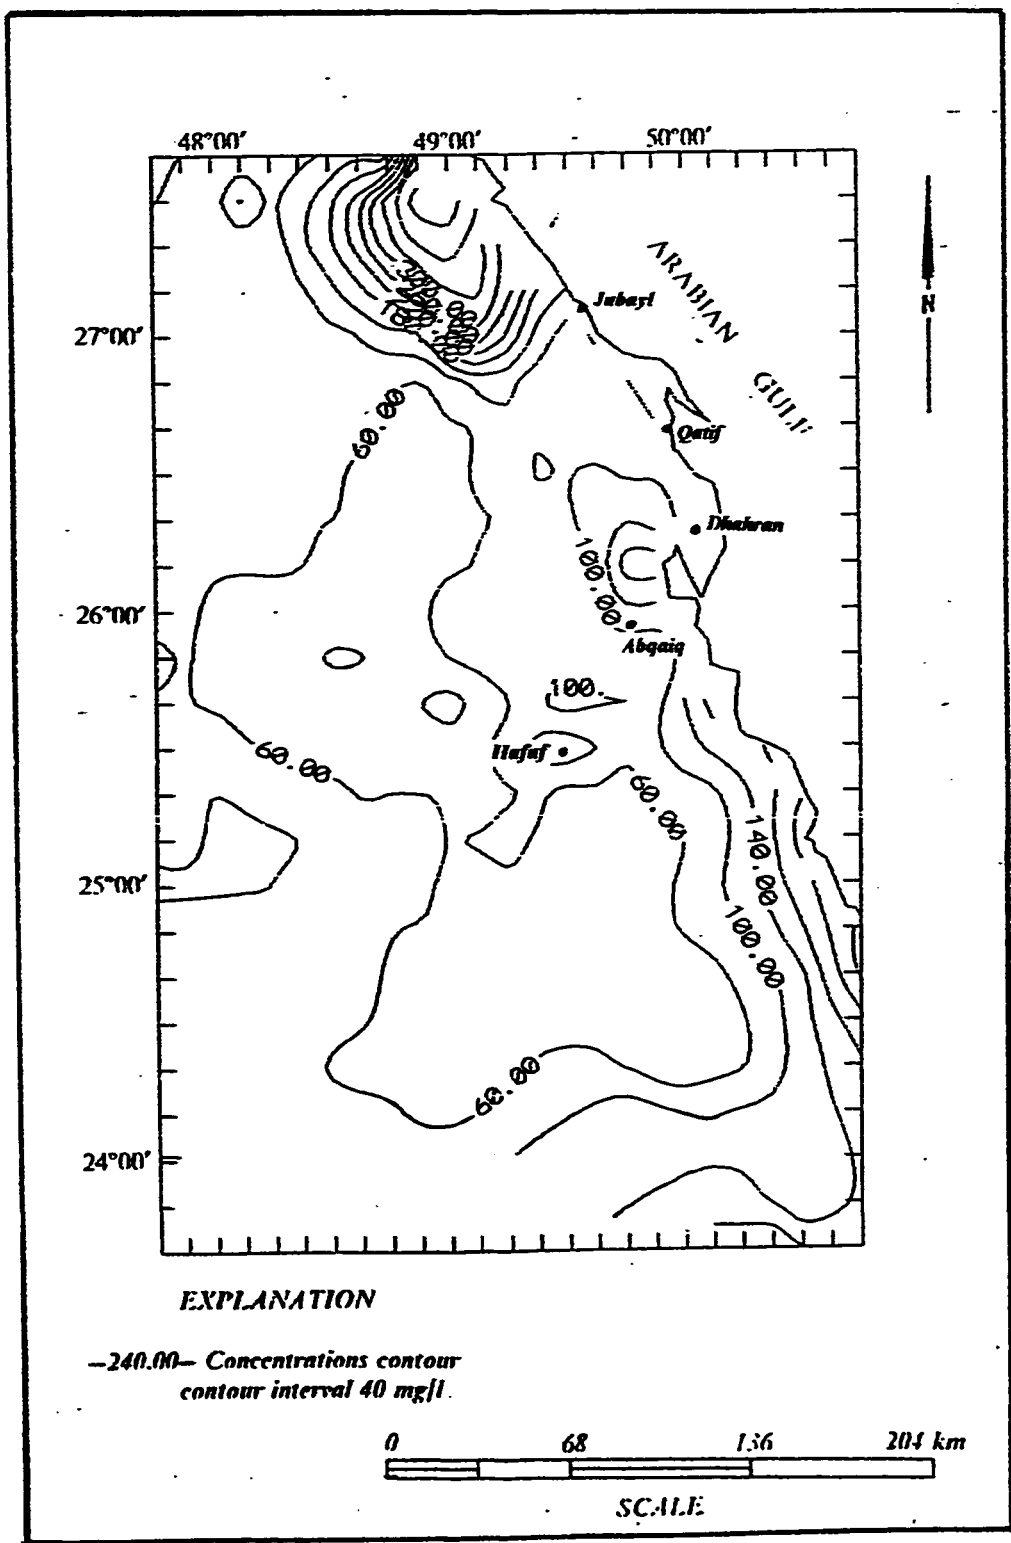 48°00′ 49°00′ 50°00′
ARABIAN
GULF
N
Jubayl
27°00′
60.00
Qatif
Dhahran
100.00
26°00′
Abqaiq
100.
Hafaf
60.00
60.00
140.00
25°00′
100.00
60.00
24°00′
EXPLANATION
—240.00— Concentrations contour
contour interval 40 mg/l
0 68 136 204 km
SCALE